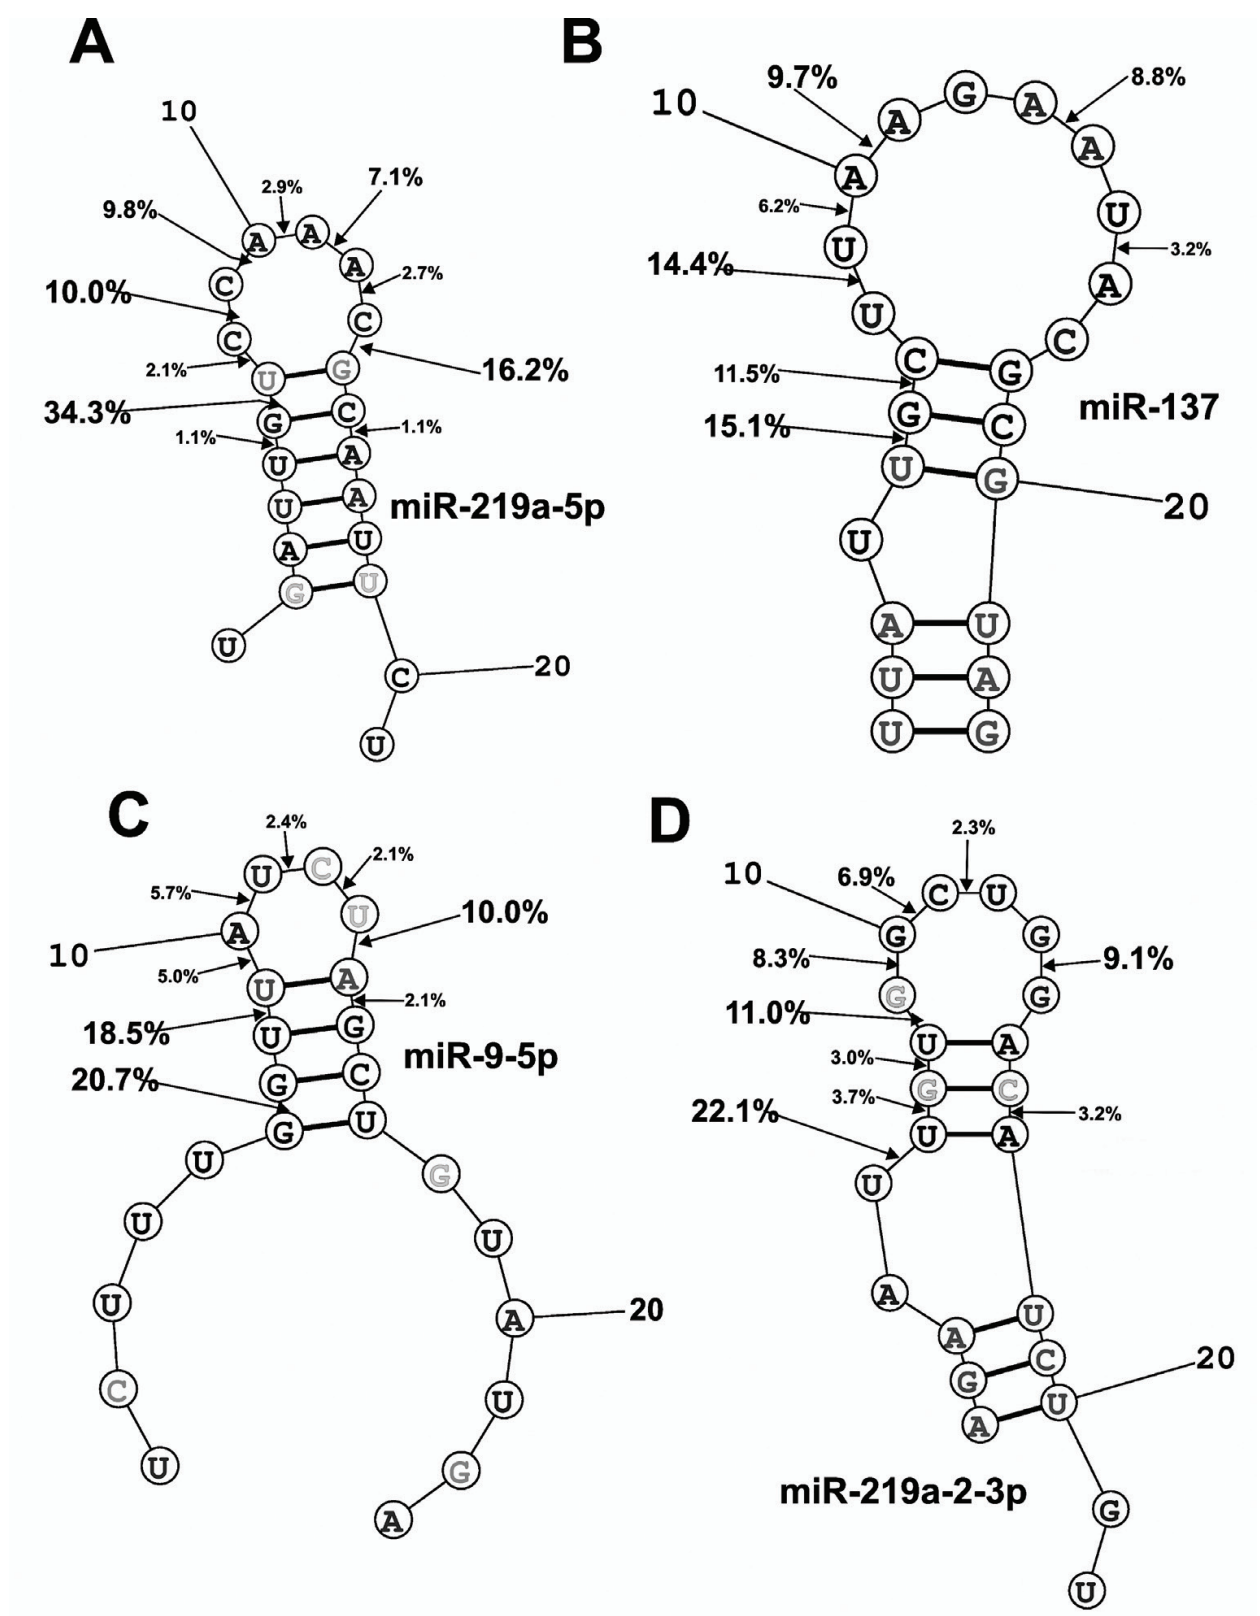 A
10
2.9%
7.1%
9.8%
A A
A A
C 2.7%
10.0%
C C
2.1% U G 16.2%
34.3%
G C
1.1% 1.1%
U A
U A
miR-219a-5p
A U
G U
U
C 20
U
B
9.7% G 8.8%
10 A A
A A
6.2% U
U 3.2%
14.4% A
U C
C G
11.5% miR-137
G C
15.1%
U G
20
U
A U
U A
U G
C
2.4%
U C 2.1%
5.7%
A U 10.0%
10
5.0%
U A
2.1%
18.5% U G
miR-9-5p
20.7% G C
G U
U G
U U
U A 20
C U
U G
A
D
2.3%
10 6.9% C U
G G
8.3% 9.1%
G G
11.0%
U A
3.0%
G C
3.7% 3.2%
22.1% U A
U
A U
A C 20
G U
A
miR-219a-2-3p
G
U